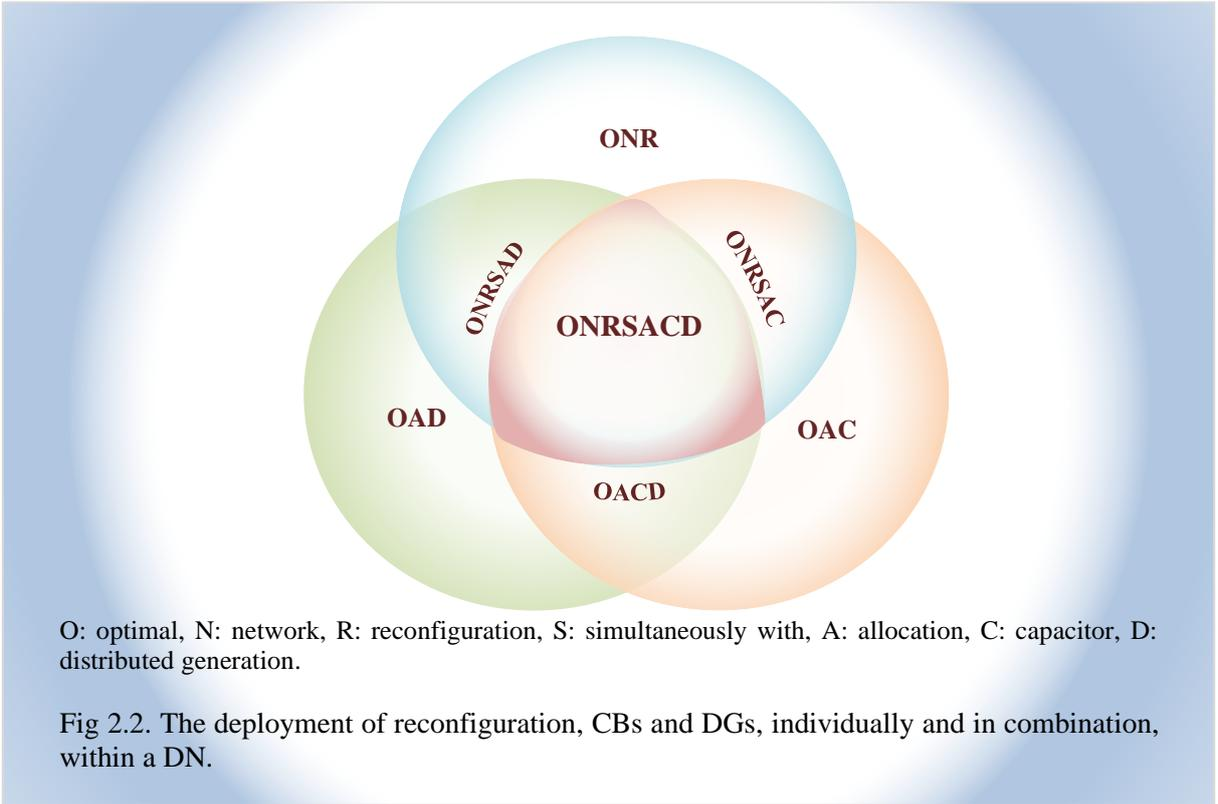 ONR
ONRSAD
ONRSAC
ONRSACD
OAD
OAC
OACD
O: optimal, N: network, R: reconfiguration, S: simultaneously with, A: allocation, C: capacitor, D:
distributed generation.
Fig 2.2. The deployment of reconfiguration, CBs and DGs, individually and in combination,
within a DN.